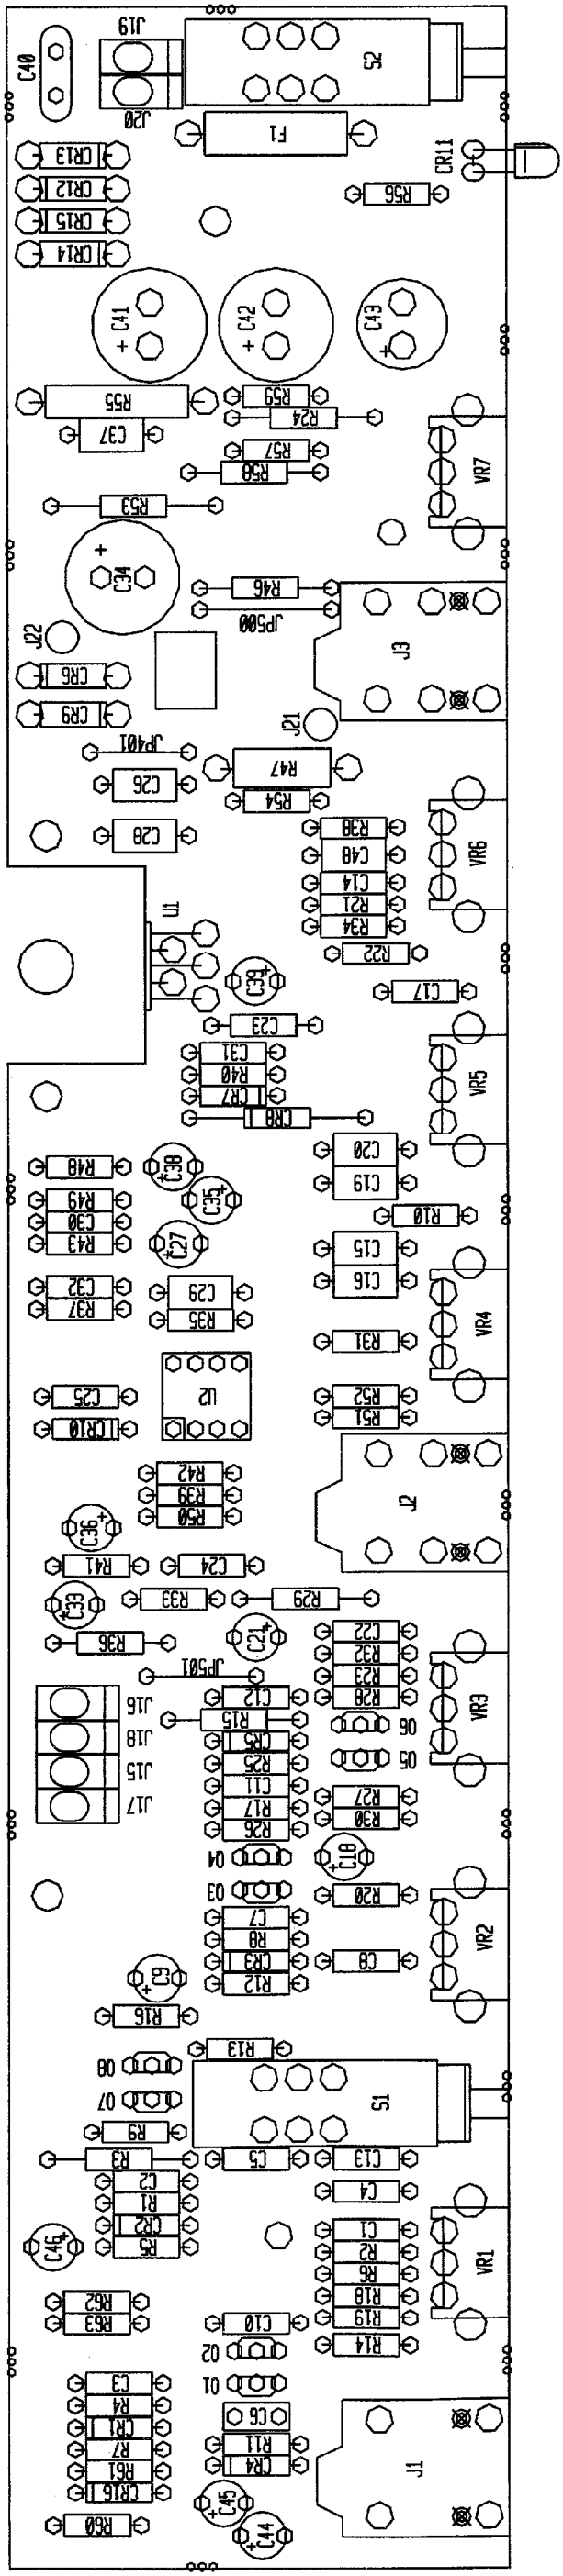 J19
C40
S2
J20
F1
CR13
CR11
CR12
R56
CR15
CR14
C41
C42
C43
+
+
+
R59
R55
R24
C37
R57
VR7
R58
R53
+
C34
R46
JP500
J22
J3
CR6
CR9
J21
JP401
R47
C26
R54
R38
C28
C48
VR6
C14
U1
R21
R34
R22
C39
+
C17
C23
C31
R40
VR5
CR7
CR8
C20
R48
C38
+
C19
R49
C35
+
C30
R10
R43
C27
+
C15
C16
C32
C29
R37
R35
VR4
R31
U2
C25
R52
R51
CR10
R42
J2
R39
R50
C36
+
R41
C24
C33
+
R33
R29
C21
+
C22
R36
R32
JP501
R23
C12
R28
J16
R15
VR3
Q6
J18
CR5
R25
Q5
J15
C11
R27
J17
R17
R30
R26
Q4
C18
+
Q3
R20
C7
R8
VR2
CR3
C8
C9
+
R12
R16
R13
Q8
Q7
S1
R9
R3
C5
C13
C2
C4
R1
CR2
C1
C46
+
R5
R2
VR1
R6
R18
R62
R19
R63
C10
R14
Q2
C3
Q1
R4
C6
CR1
R11
R7
J1
R61
CR4
CR16
C45
+
R60
C44
+